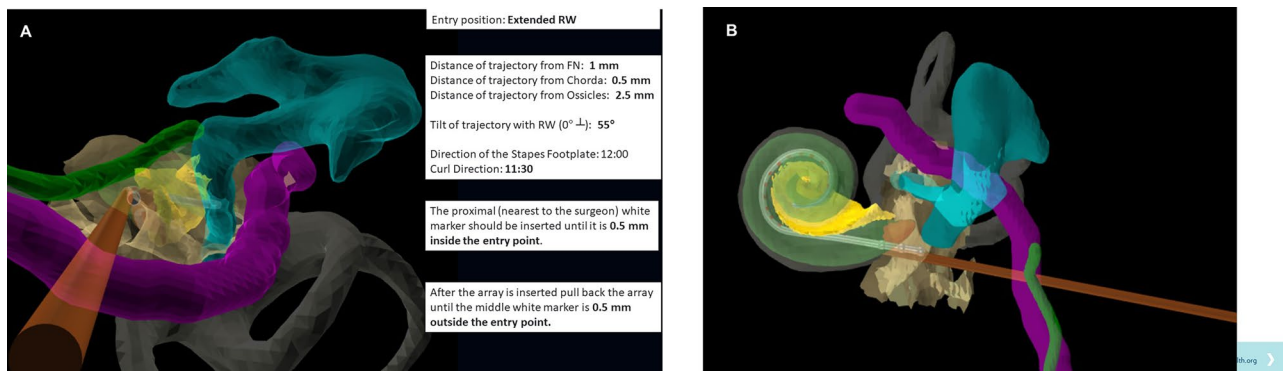 A
Entry position: Extended RW
Distance of trajectory from FN: 1 mm
Distance of trajectory from Chorda: 0.5 mm
Distance of trajectory from Ossicles: 2.5 mm
Tilt of trajectory with RW (0° ⊥): 55°
Direction of the Stapes Footplate: 12:00
Curl Direction: 11:30
The proximal (nearest to the surgeon) white
marker should be inserted until it is 0.5 mm
inside the entry point.
After the array is inserted pull back the array
until the middle white marker is 0.5 mm
outside the entry point.
B
lth.org